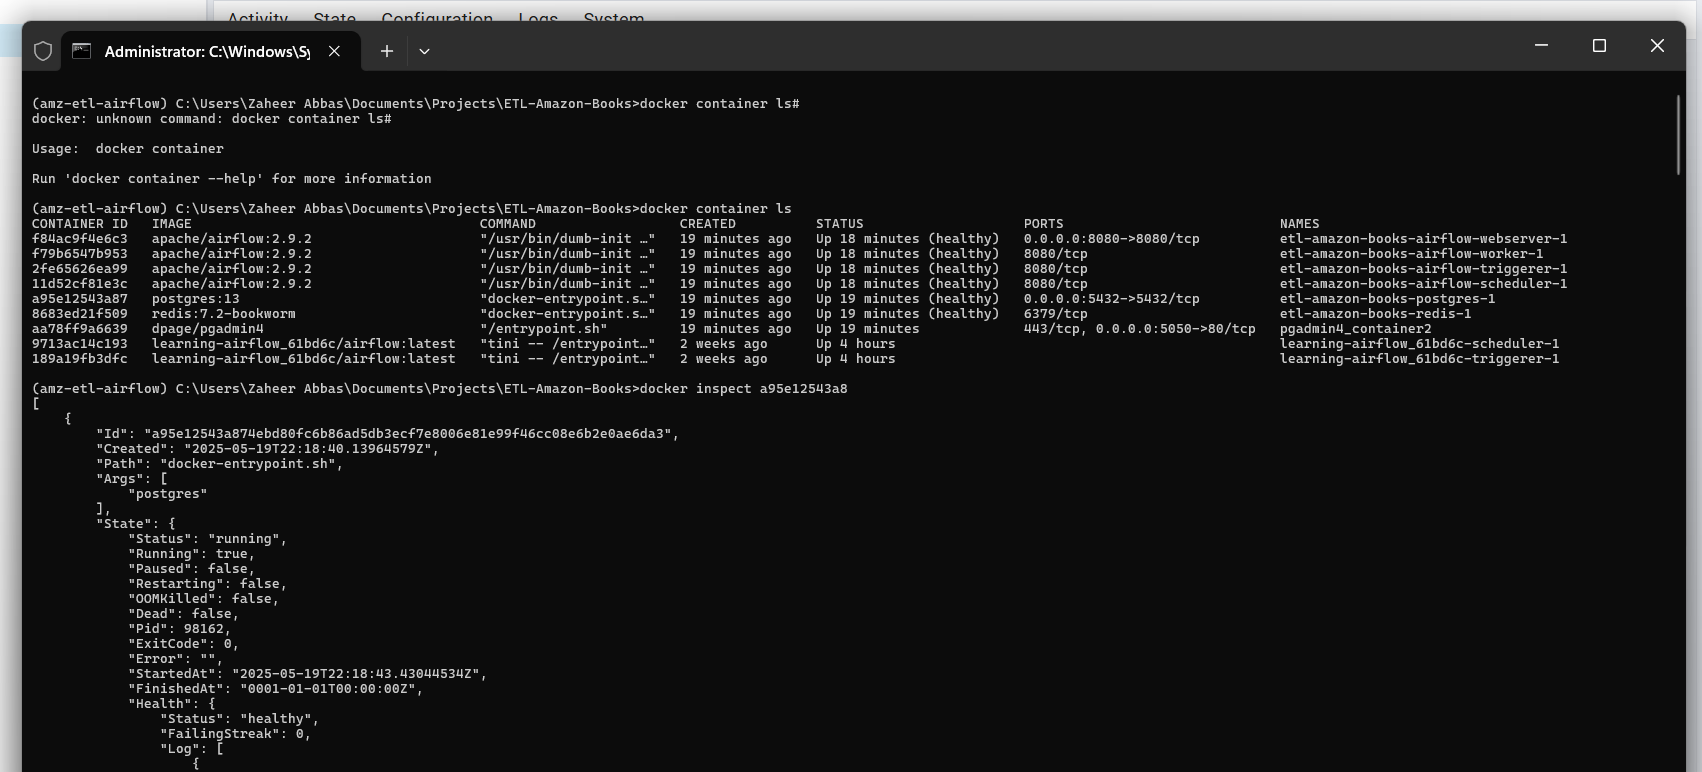 Activity State Configuration Logs System
Administrator: C:\Windows\Sy
(amz-etl-airflow) C:\Users\Zaheer Abbas\Documents\Projects\ETL-Amazon-Books>docker container ls#
docker: unknown command: docker container ls#
Usage:  docker container
Run 'docker container --help' for more information
(amz-etl-airflow) C:\Users\Zaheer Abbas\Documents\Projects\ETL-Amazon-Books>docker container ls
CONTAINER ID   IMAGE                                    COMMAND                  CREATED          STATUS                    PORTS                           NAMES
f84ac9f4e6c3   apache/airflow:2.9.2                     "/usr/bin/dumb-init …"   19 minutes ago   Up 18 minutes (healthy)   0.0.0.0:8080->8080/tcp          etl-amazon-books-airflow-webserver-1
f79b6547b953   apache/airflow:2.9.2                     "/usr/bin/dumb-init …"   19 minutes ago   Up 18 minutes (healthy)   8080/tcp                        etl-amazon-books-airflow-worker-1
2fe65626ea99   apache/airflow:2.9.2                     "/usr/bin/dumb-init …"   19 minutes ago   Up 18 minutes (healthy)   8080/tcp                        etl-amazon-books-airflow-triggerer-1
11d52cf81e3c   apache/airflow:2.9.2                     "/usr/bin/dumb-init …"   19 minutes ago   Up 18 minutes (healthy)   8080/tcp                        etl-amazon-books-airflow-scheduler-1
a95e12543a87   postgres:13                              "docker-entrypoint.s…"   19 minutes ago   Up 19 minutes (healthy)   0.0.0.0:5432->5432/tcp          etl-amazon-books-postgres-1
8683ed21f509   redis:7.2-bookworm                       "docker-entrypoint.s…"   19 minutes ago   Up 19 minutes (healthy)   6379/tcp                        etl-amazon-books-redis-1
aa78ff9a6639   dpage/pgadmin4                           "/entrypoint.sh"         19 minutes ago   Up 19 minutes             443/tcp, 0.0.0.0:5050->80/tcp   pgadmin4_container2
9713ac14c193   learning-airflow_61bd6c/airflow:latest   "tini -- /entrypoint…"   2 weeks ago      Up 4 hours                                                learning-airflow_61bd6c-scheduler-1
189a19fb3dfc   learning-airflow_61bd6c/airflow:latest   "tini -- /entrypoint…"   2 weeks ago      Up 4 hours                                                learning-airflow_61bd6c-triggerer-1
(amz-etl-airflow) C:\Users\Zaheer Abbas\Documents\Projects\ETL-Amazon-Books>docker inspect a95e12543a8
[
    {
        "Id": "a95e12543a874ebd80fc6b86ad5db3ecf7e8006e81e99f46cc08e6b2e0ae6da3",
        "Created": "2025-05-19T22:18:40.13964579Z",
        "Path": "docker-entrypoint.sh",
        "Args": [
            "postgres"
        ],
        "State": {
            "Status": "running",
            "Running": true,
            "Paused": false,
            "Restarting": false,
            "OOMKilled": false,
            "Dead": false,
            "Pid": 98162,
            "ExitCode": 0,
            "Error": "",
            "StartedAt": "2025-05-19T22:18:43.43044534Z",
            "FinishedAt": "0001-01-01T00:00:00Z",
            "Health": {
                "Status": "healthy",
                "FailingStreak": 0,
                "Log": [
                    {